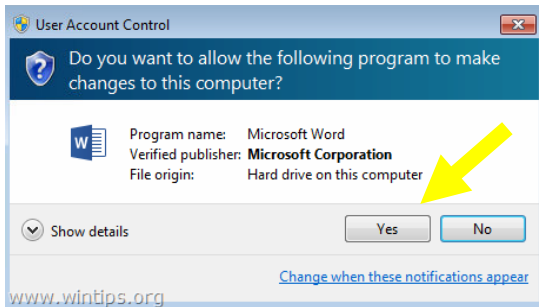 User Account Control
Do you want to allow the following program to make
changes to this computer?
W
Program name: Microsoft Word
Verified publisher: Microsoft Corporation
File origin: Hard drive on this computer
Show details
Yes
No
Change when these notifications appear
www.wintips.org